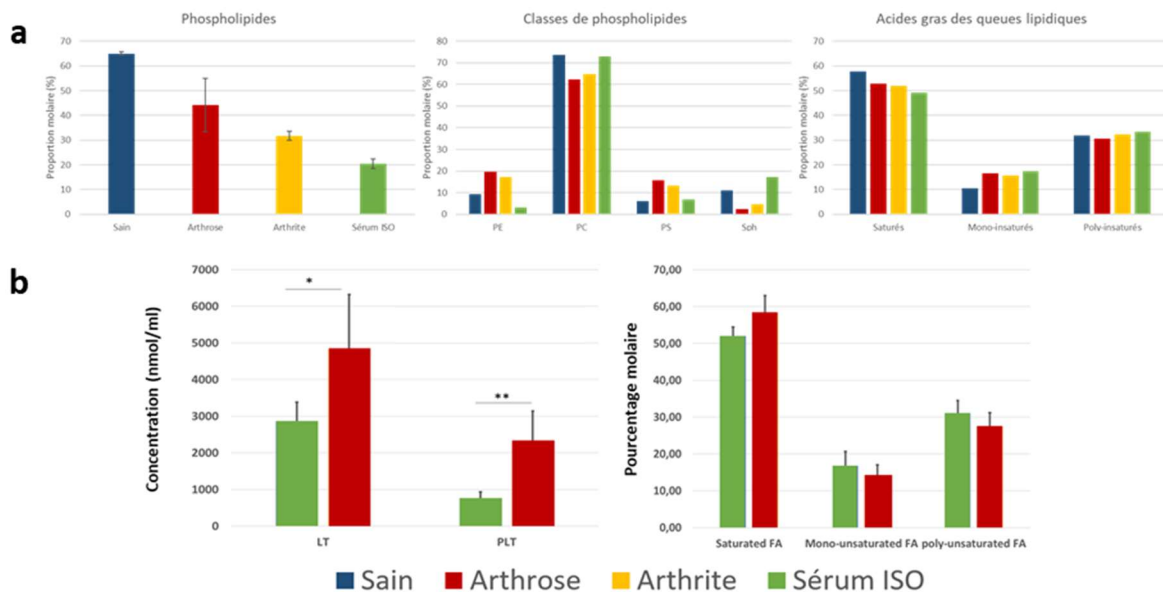 a
Phospholipides
Proportion molaire (%)
70
60
50
40
30
20
10
0
Sain
Arthrose
Arthrite
Sérum ISO
Classes de phospholipides
Proportion molaire (%)
80
70
60
50
40
30
20
10
0
PE
PC
PS
Sph
Acides gras des queues lipidiques
Proportion molaire (%)
70
60
50
40
30
20
10
0
Saturés
Mono-insaturés
Poly-insaturés
b
Concentration (nmol/ml)
7000
6000
5000
4000
3000
2000
1000
0
*
**
LT
PLT
Pourcentage molaire
70,00
60,00
50,00
40,00
30,00
20,00
10,00
0,00
Saturated FA
Mono-unsaturated FA
poly-unsaturated FA
Sain
Arthrose
Arthrite
Sérum ISO